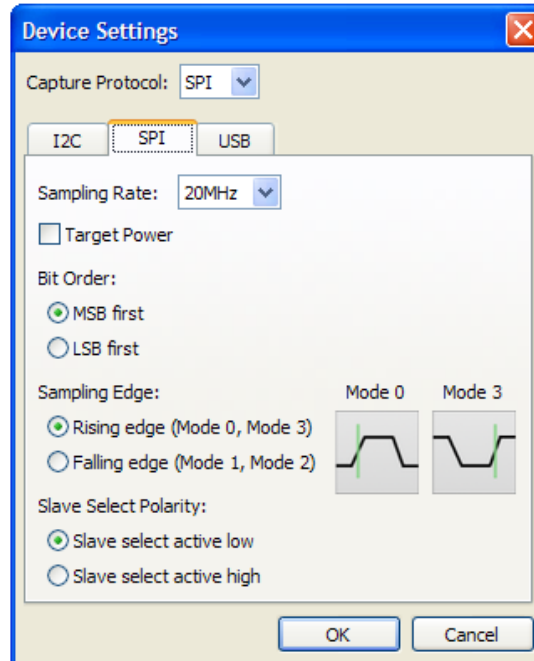 Device Settings
Capture Protocol: SPI
I2C SPI USB
Sampling Rate: 20MHz
Target Power
Bit Order:
MSB first
LSB first
Sampling Edge: Mode 0 Mode 3
Rising edge (Mode 0, Mode 3)
Falling edge (Mode 1, Mode 2)
Slave Select Polarity:
Slave select active low
Slave select active high
OK Cancel